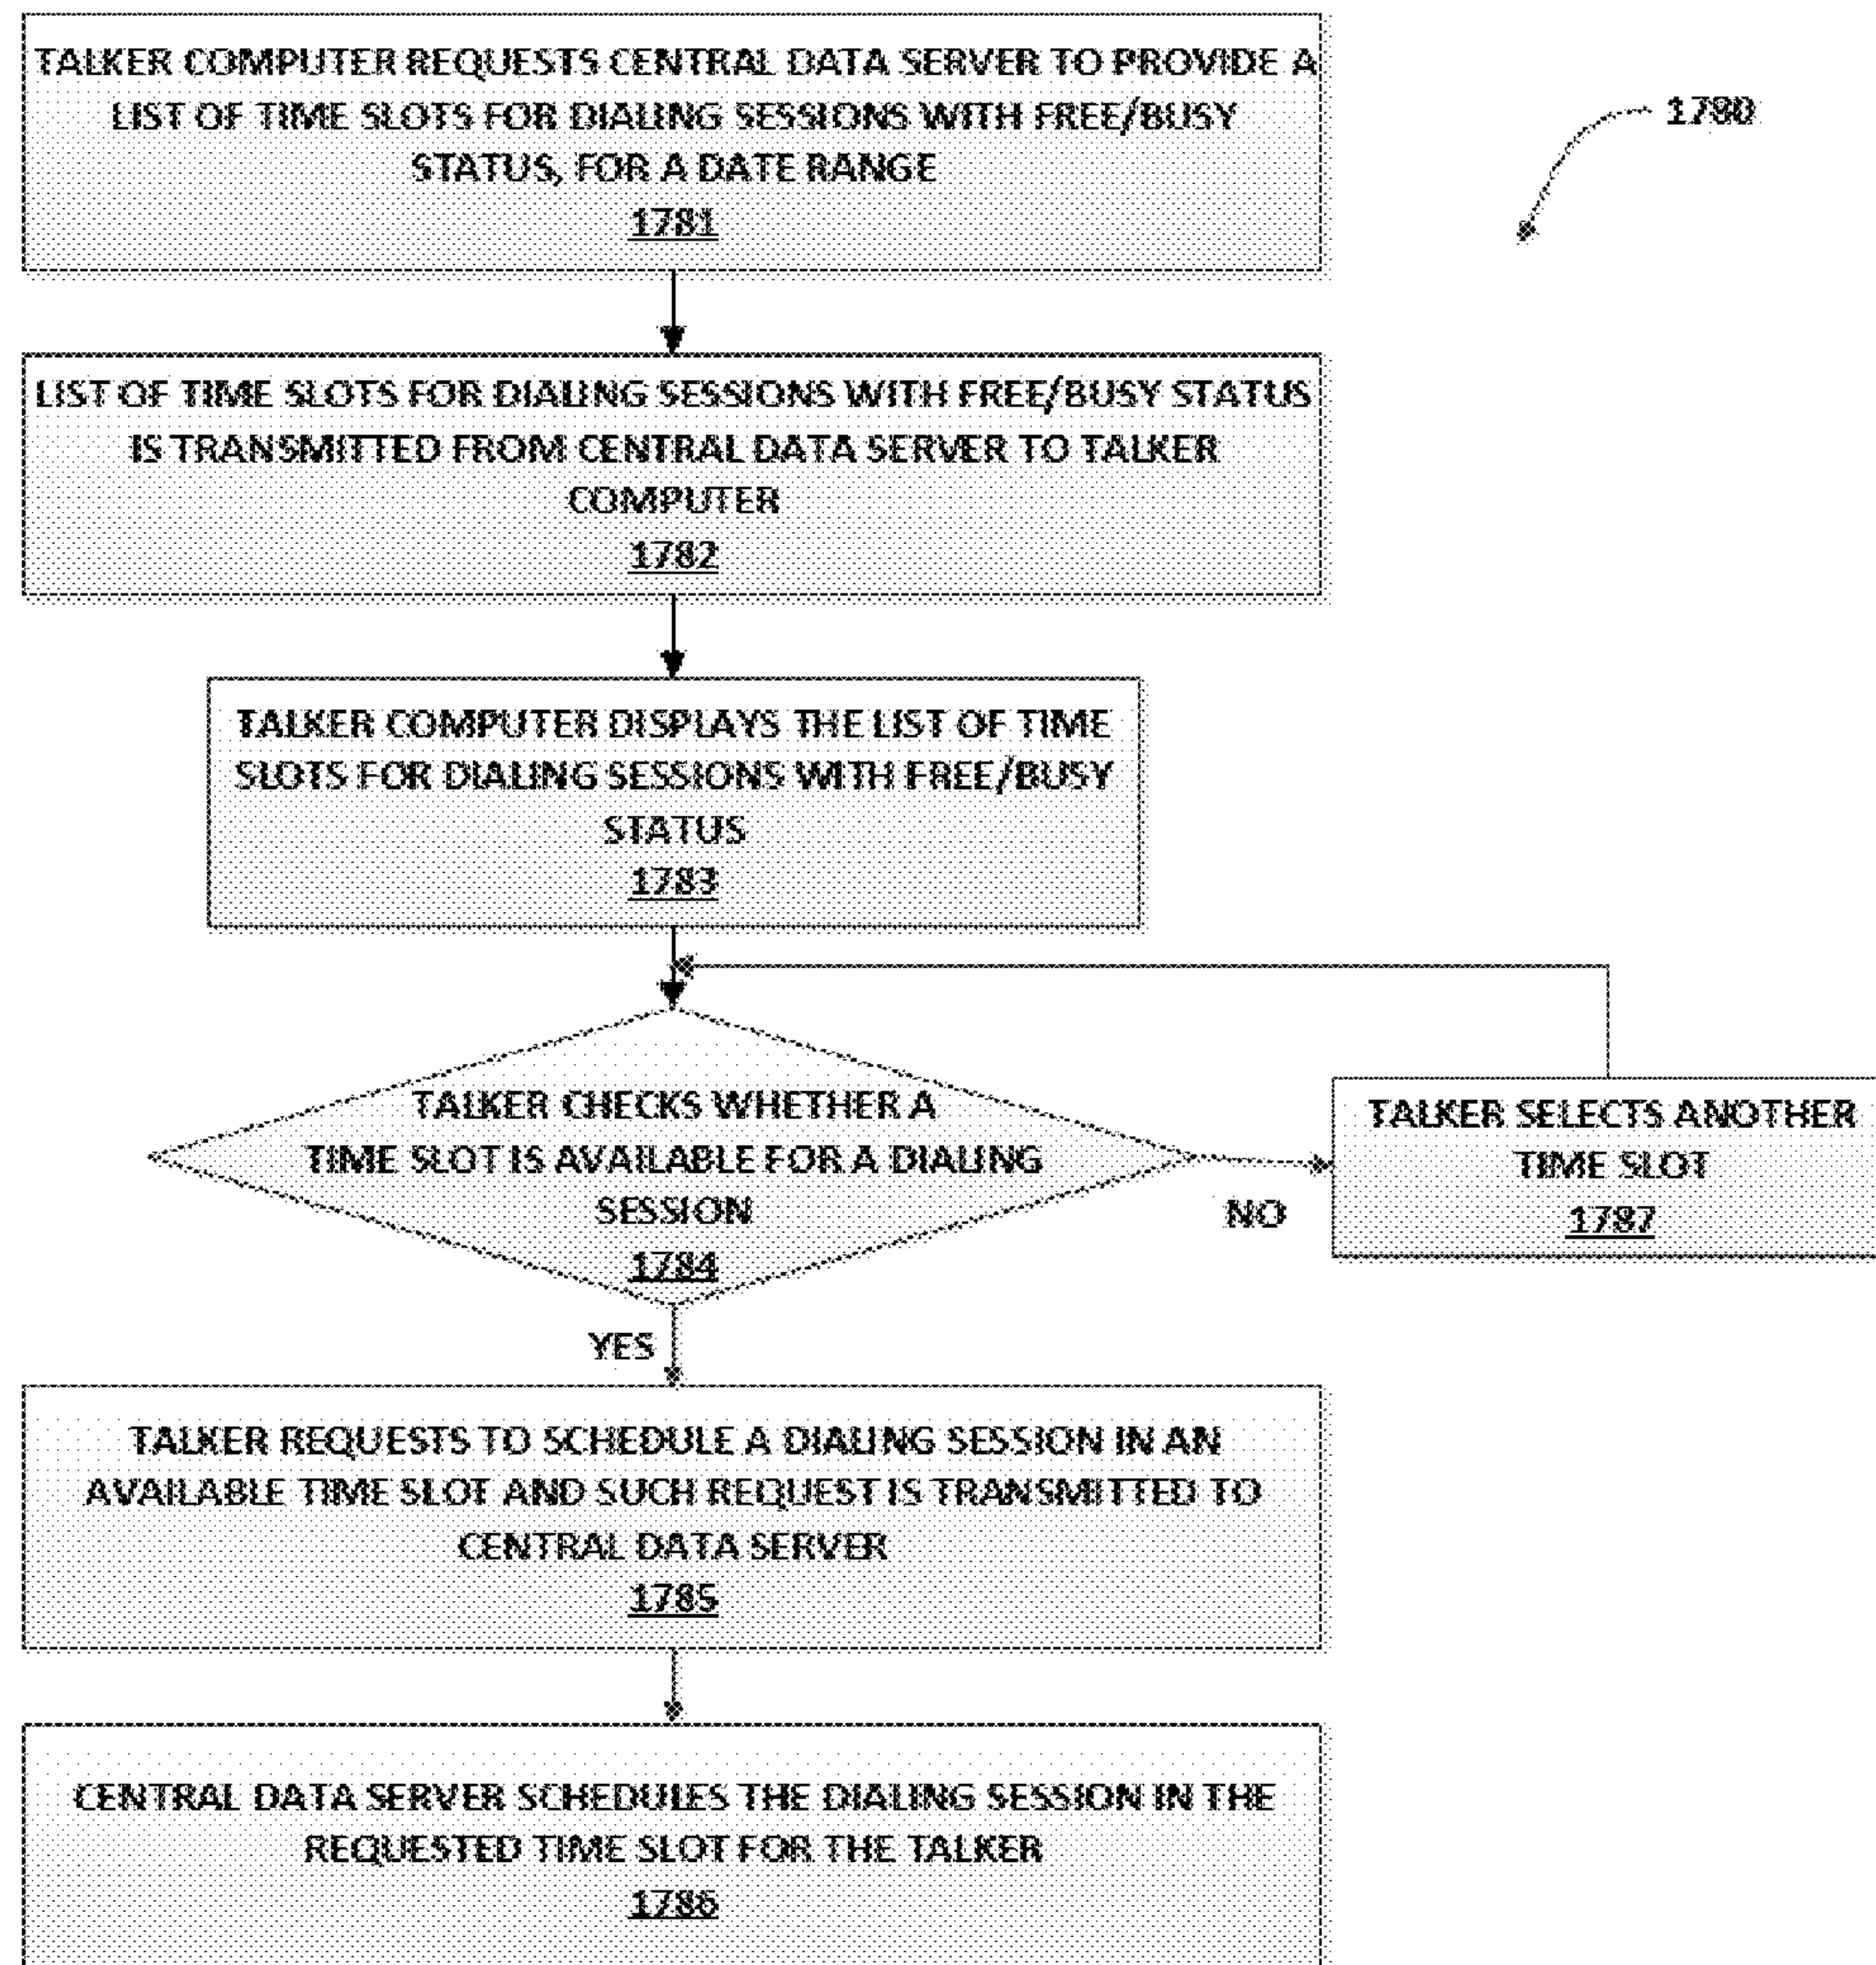 TALKER COMPUTER REQUESTS CENTRAL DATA SERVER TO PROVIDE A
LIST OF TIME SLOTS FOR DIALING SESSIONS WITH FREE/BUSY
STATUS, FOR A DATE RANGE
1781
1780
LIST OF TIME SLOTS FOR DIALING SESSIONS WITH FREE/BUSY STATUS
IS TRANSMITTED FROM CENTRAL DATA SERVER TO TALKER
COMPUTER
1782
TALKER COMPUTER DISPLAYS THE LIST OF TIME
SLOTS FOR DIALING SESSIONS WITH FREE/BUSY
STATUS
1783
TALKER CHECKS WHETHER A
TIME SLOT IS AVAILABLE FOR A DIALING
SESSION
1784
NO
TALKER SELECTS ANOTHER
TIME SLOT
1787
YES
TALKER REQUESTS TO SCHEDULE A DIALING SESSION IN AN
AVAILABLE TIME SLOT AND SUCH REQUEST IS TRANSMITTED TO
CENTRAL DATA SERVER
1785
CENTRAL DATA SERVER SCHEDULES THE DIALING SESSION IN THE
REQUESTED TIME SLOT FOR THE TALKER
1786